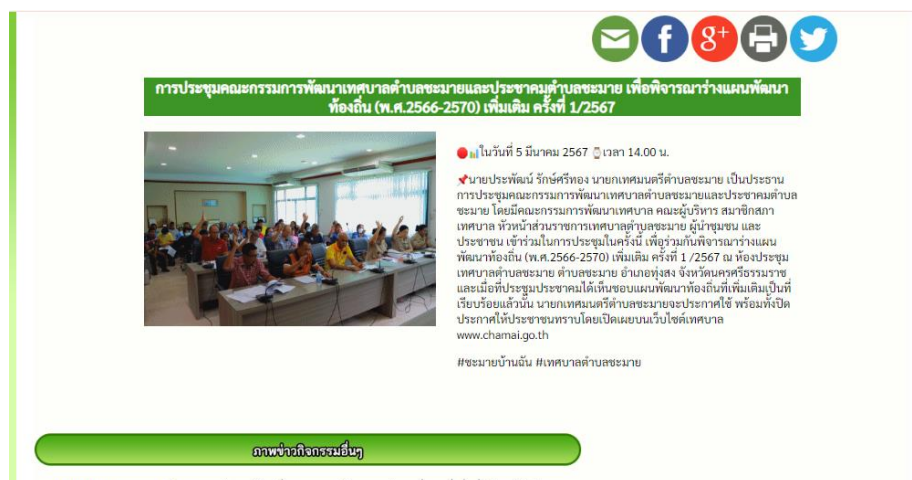 การประชุมคณะกรรมการพัฒนาเทศบาลตำบลชะมายและประชาคมตำบลชะมาย เพื่อพิจารณาร่างแผนพัฒนา
ท้องถิ่น (พ.ศ.2566-2570) เพิ่มเติม ครั้งที่ 1/2567
ในวันที่ 5 มีนาคม 2567 เวลา 14.00 น.
นายประพัฒน์ รักษ์ศรีทอง นายกเทศมนตรีตำบลชะมาย เป็นประธาน
การประชุมคณะกรรมการพัฒนาเทศบาลตำบลชะมายและประชาคมตำบล
ชะมาย โดยมีคณะกรรมการพัฒนาเทศบาล คณะผู้บริหาร สมาชิกสภา
เทศบาล หัวหน้าส่วนราชการเทศบาลตำบลชะมาย ผู้นำชุมชน และ
ประชาชน เข้าร่วมในการประชุมในครั้งนี้ เพื่อร่วมกันพิจารณาร่างแผน
พัฒนาท้องถิ่น (พ.ศ.2566-2570) เพิ่มเติม ครั้งที่ 1 /2567 ณ ห้องประชุม
เทศบาลตำบลชะมาย ตำบลชะมาย อำเภอทุ่งสง จังหวัดนครศรีธรรมราช
และเมื่อที่ประชุมประชาคมได้เห็นชอบแผนพัฒนาท้องถิ่นที่เพิ่มเติมเป็นที่
เรียบร้อยแล้วนั้น นายกเทศมนตรีตำบลชะมายจะประกาศใช้ พร้อมทั้งปิด
ประกาศให้ประชาชนทราบโดยเปิดเผยบนเว็บไซต์เทศบาล
www.chamai.go.th
#ชะมายบ้านฉัน #เทศบาลตำบลชะมาย
ภาพข่าวกิจกรรมอื่นๆ